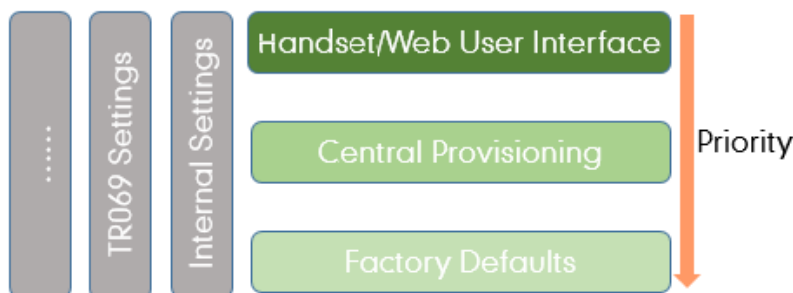 ......
TR069 Settings
Internal Settings
Handset/Web User Interface
Central Provisioning
Factory Defaults
Priority